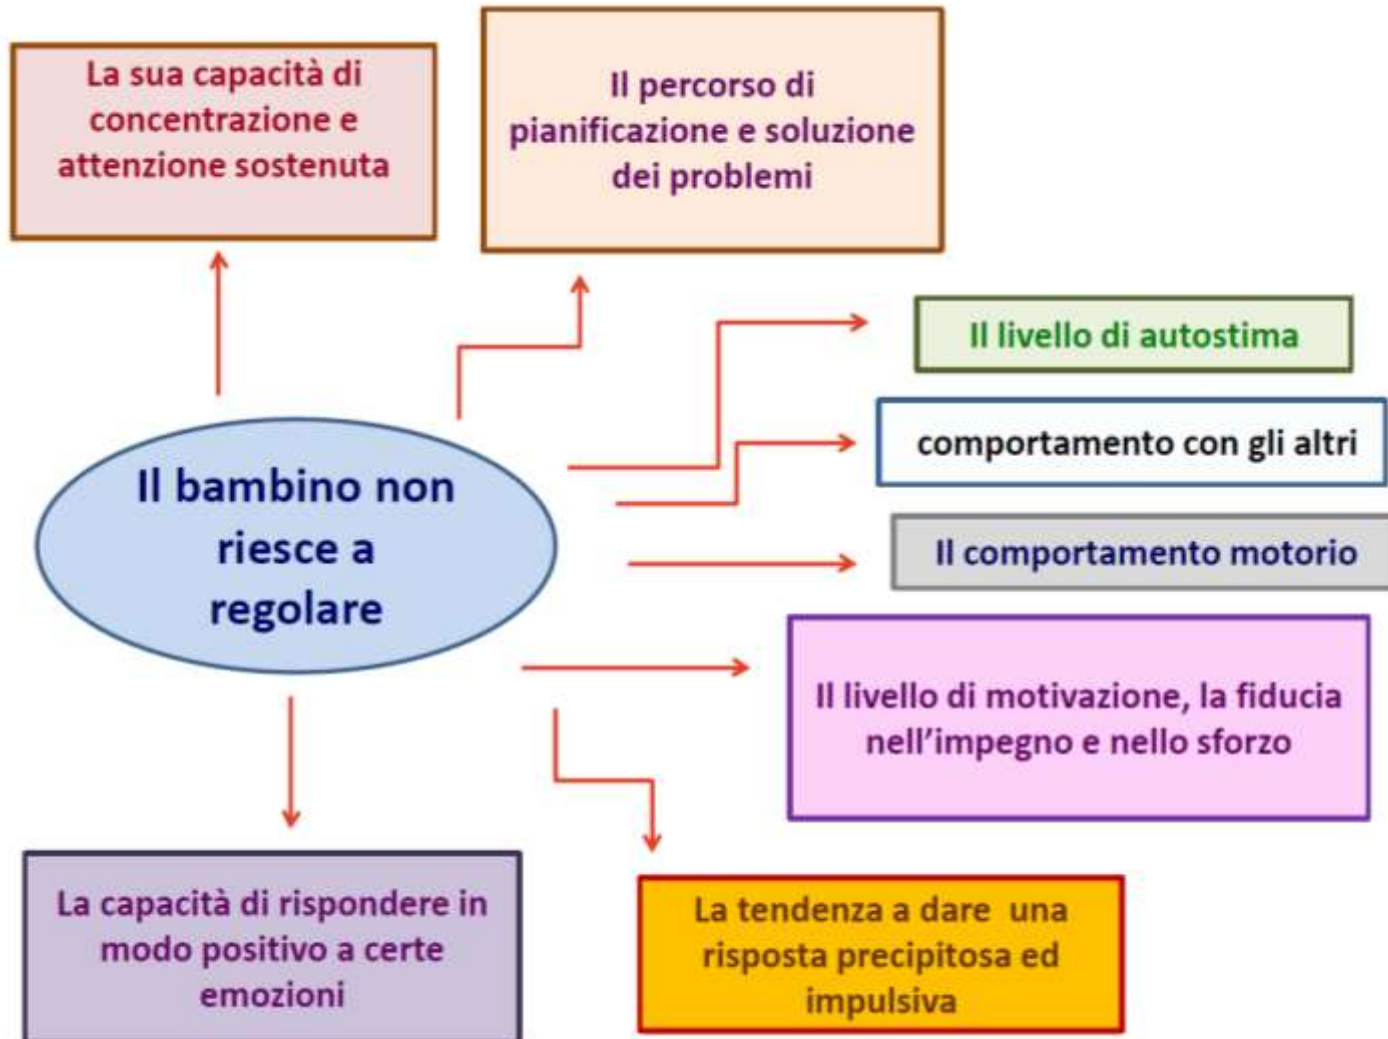 La sua capacità di
concentrazione e
attenzione sostenuta
Il percorso di
pianificazione e soluzione
dei problemi
Il livello di autostima
comportamento con gli altri
Il bambino non
riesce a
regolare
Il comportamento motorio
Il livello di motivazione, la fiducia
nell'impegno e nello sforzo
La capacità di rispondere in
modo positivo a certe
emozioni
La tendenza a dare  una
risposta precipitosa ed
impulsiva